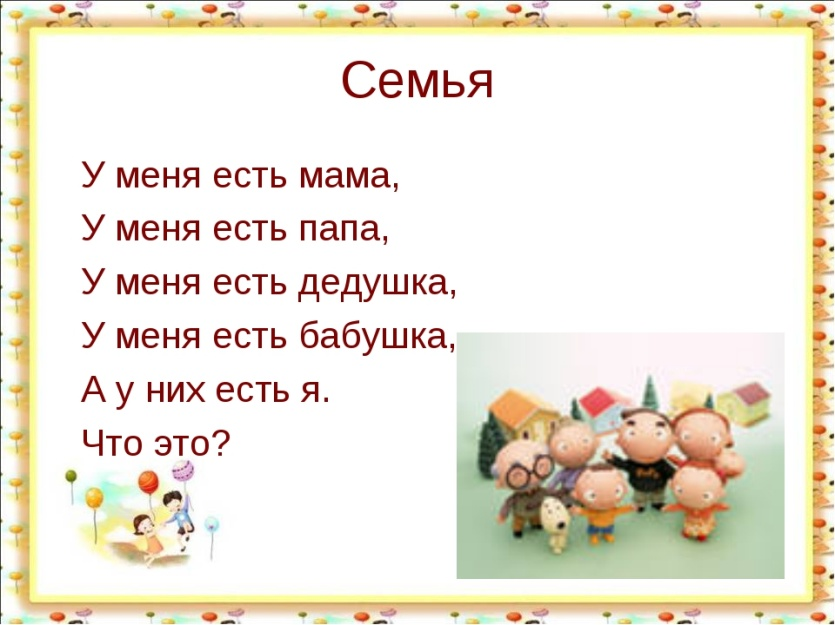 Семья
У меня есть мама,
У меня есть папа,
У меня есть дедушка,
У меня есть бабушка,
А у них есть я.
Что это?